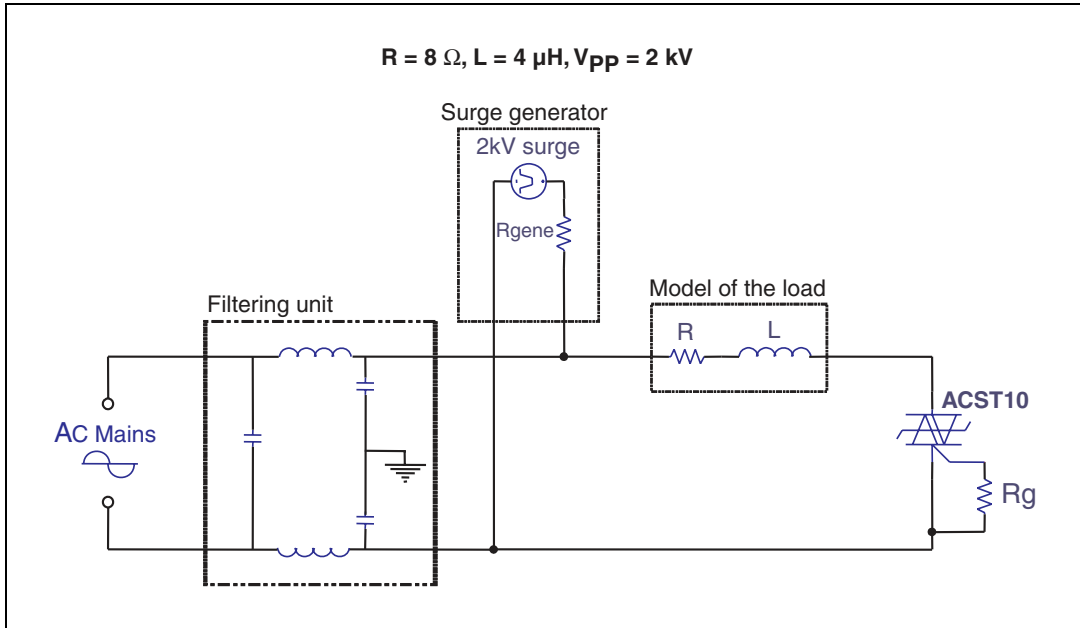 R = 8 Ω, L = 4 µH, VPP = 2 kV
Surge generator
2kV surge
Rgene
Filtering unit
Model of the load
R
L
ACST10
AC Mains
Rg